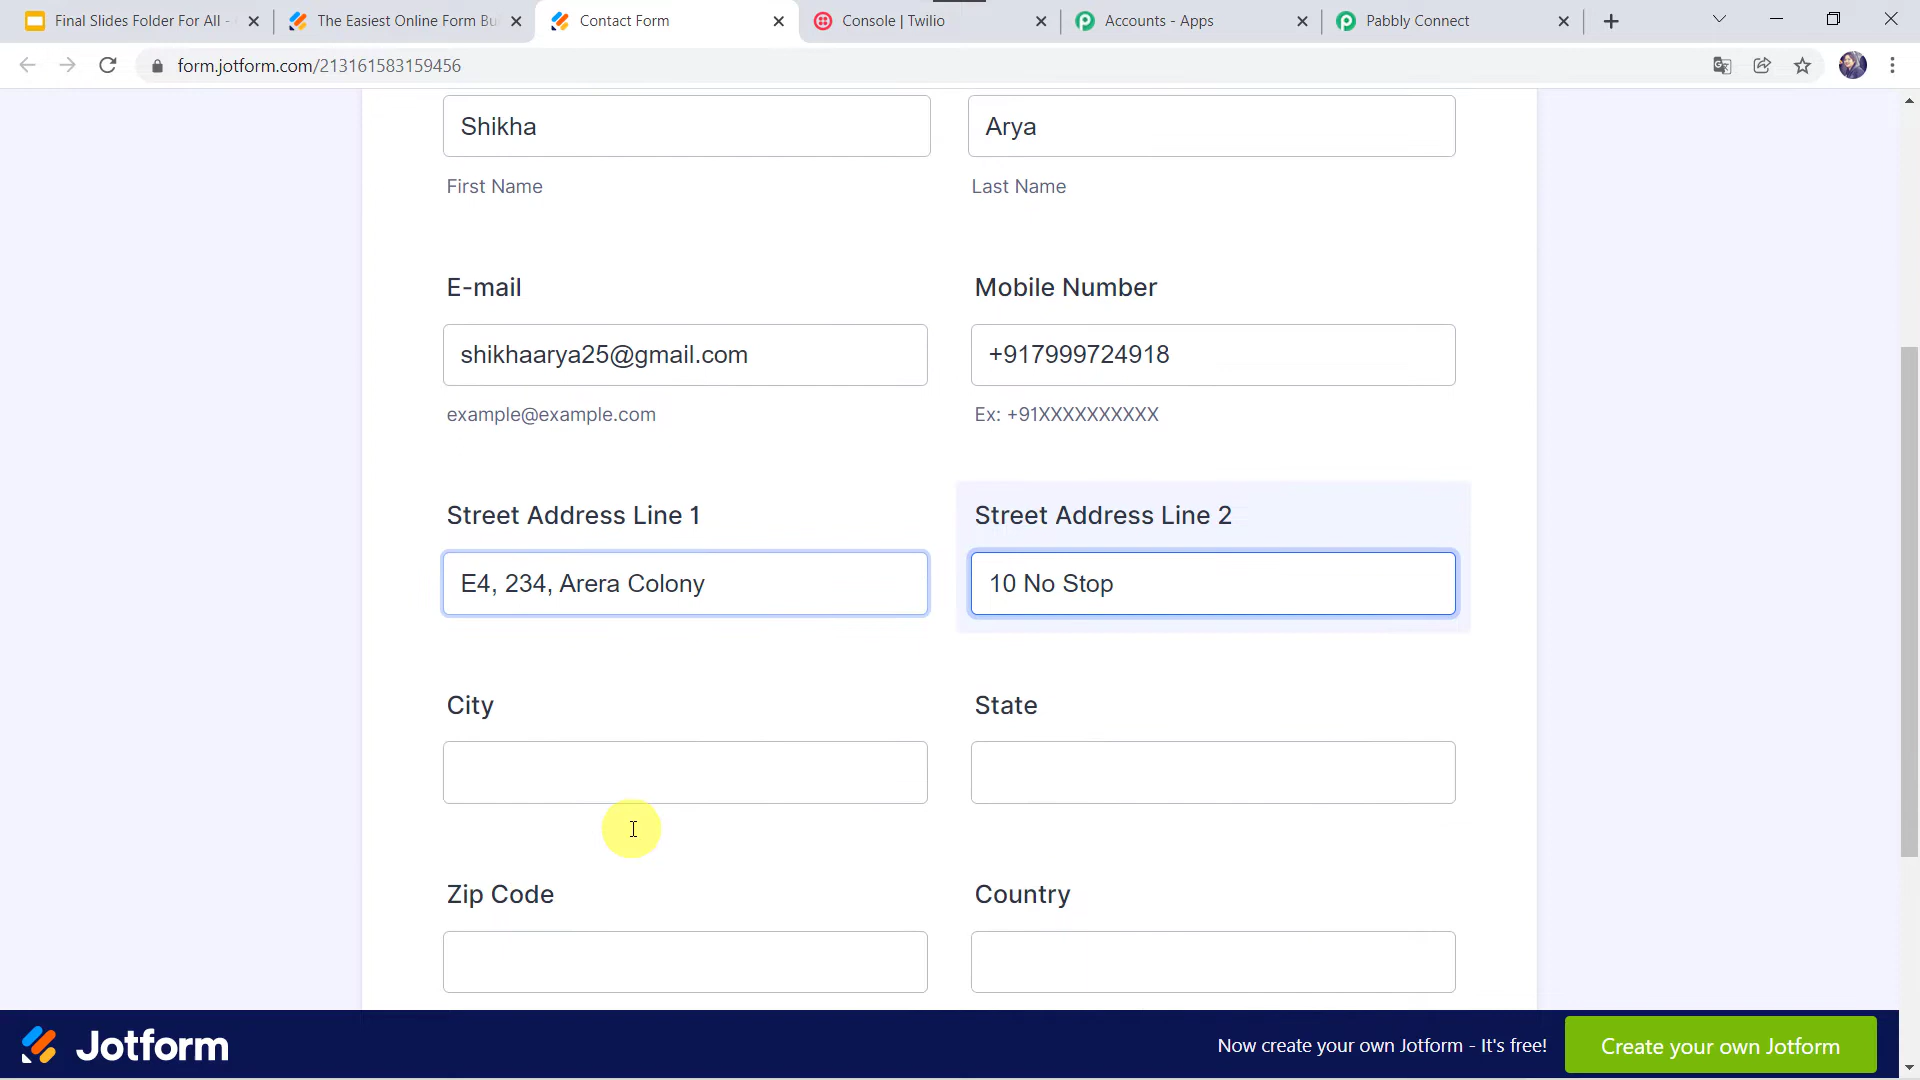 Final Slides Folder For All -
The Easiest Online Form Bu
Contact Form
Console | Twilio
Accounts - Apps
Pabbly Connect
form.jotform.com/213161583159456
Shikha
Arya
First Name
Last Name
E-mail
Mobile Number
shikhaarya25@gmail.com
+917999724918
example@example.com
Ex: +91XXXXXXXXXX
Street Address Line 1
Street Address Line 2
E4, 234, Arera Colony
10 No Stop
City
State
Zip Code
Country
Jotform
Now create your own Jotform - It's free!
Create your own Jotform